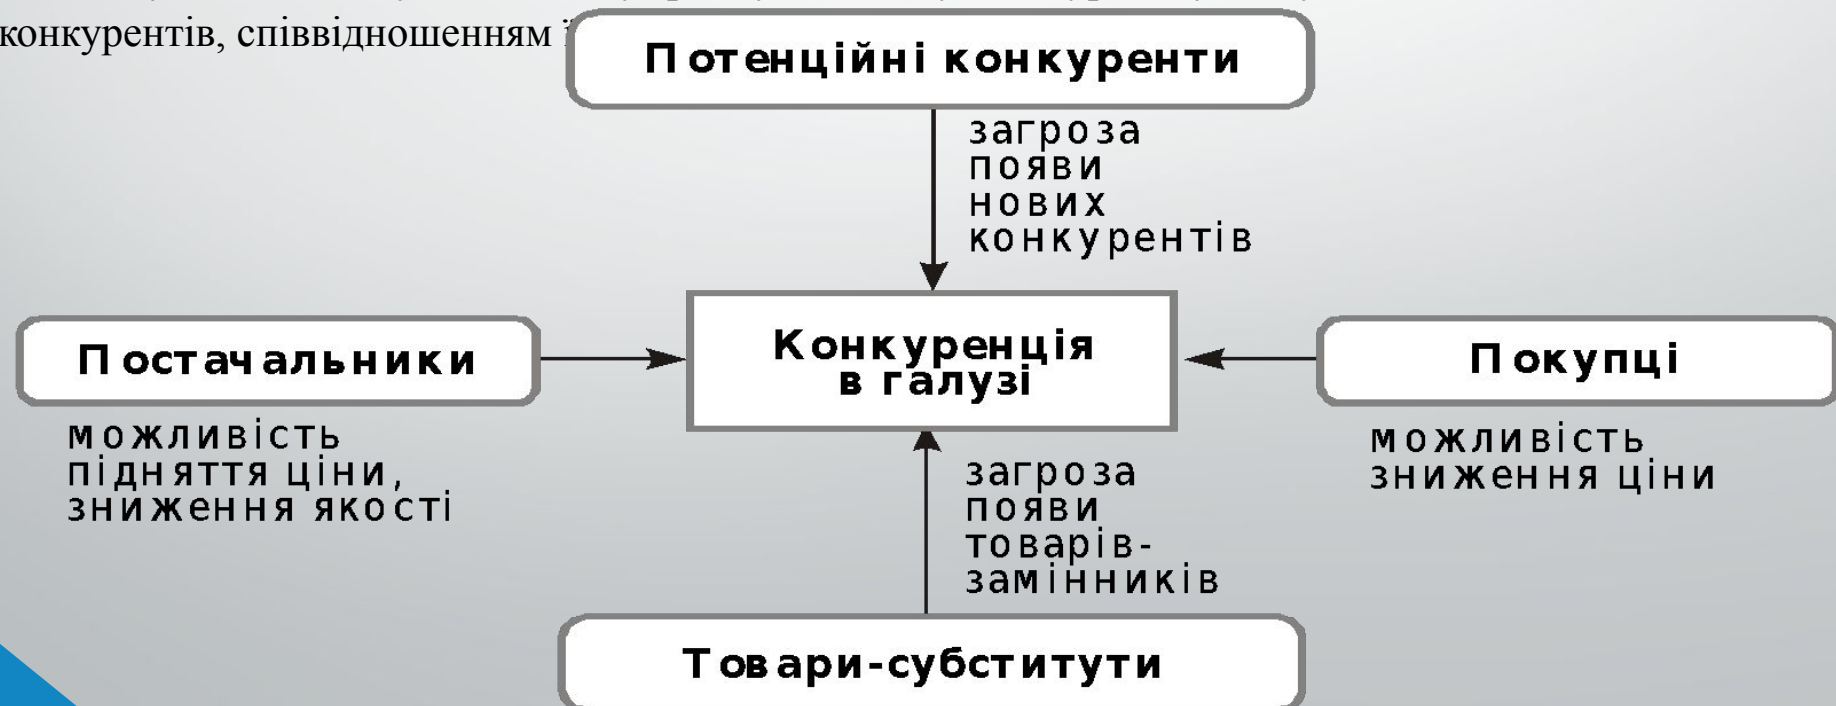 конкурентів, співвідношенням
Потенційні конкуренти
загроза
появи
нових
конкурентів
Постачальники
Конкуренція
в галузі
Покупці
можливість
підняття ціни,
зниження якості
можливість
зниження ціни
загроза
появи
товарів-
замінників
Товари-субститути